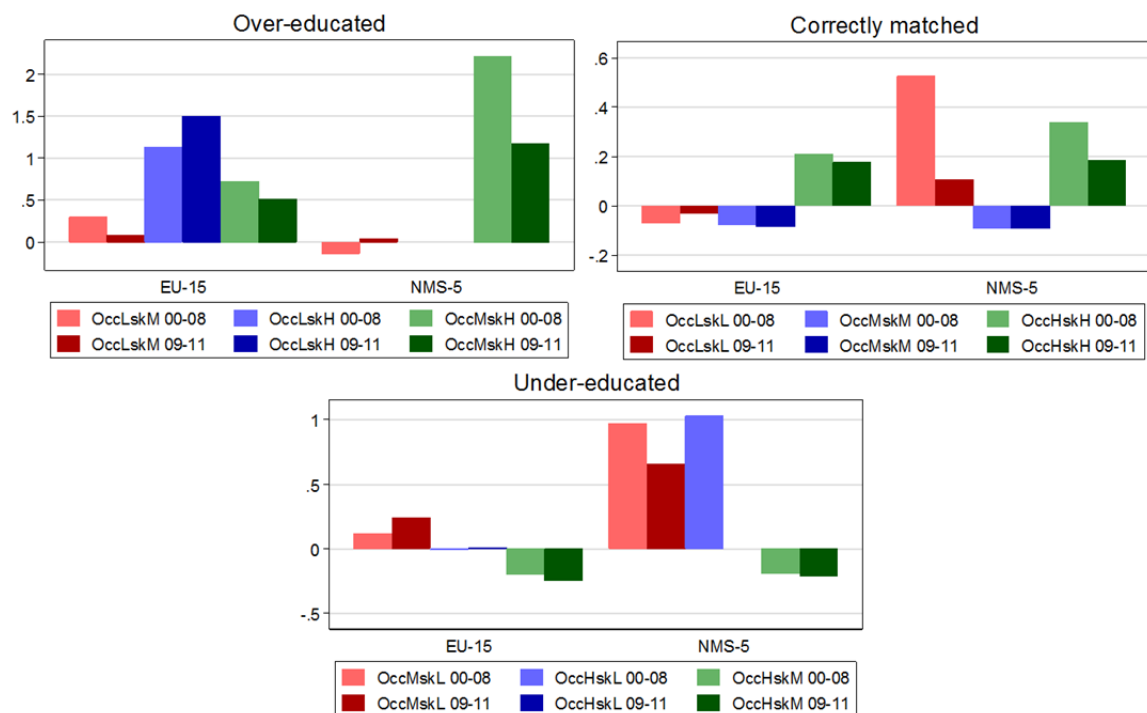 Over-educated
2
1.5
1
.5
0
EU-15 NMS-5
OccLskM 00-08 OccLskH 00-08 OccMskH 00-08
OccLskM 09-11 OccLskH 09-11 OccMskH 09-11
Correctly matched
.6
.4
.2
0
-.2
EU-15 NMS-5
OccLskL 00-08 OccMskM 00-08 OccHskH 00-08
OccLskL 09-11 OccMskM 09-11 OccHskH 09-11
Under-educated
1
.5
0
-.5
EU-15 NMS-5
OccMskL 00-08 OccHskL 00-08 OccHskM 00-08
OccMskL 09-11 OccHskL 09-11 OccHskM 09-11